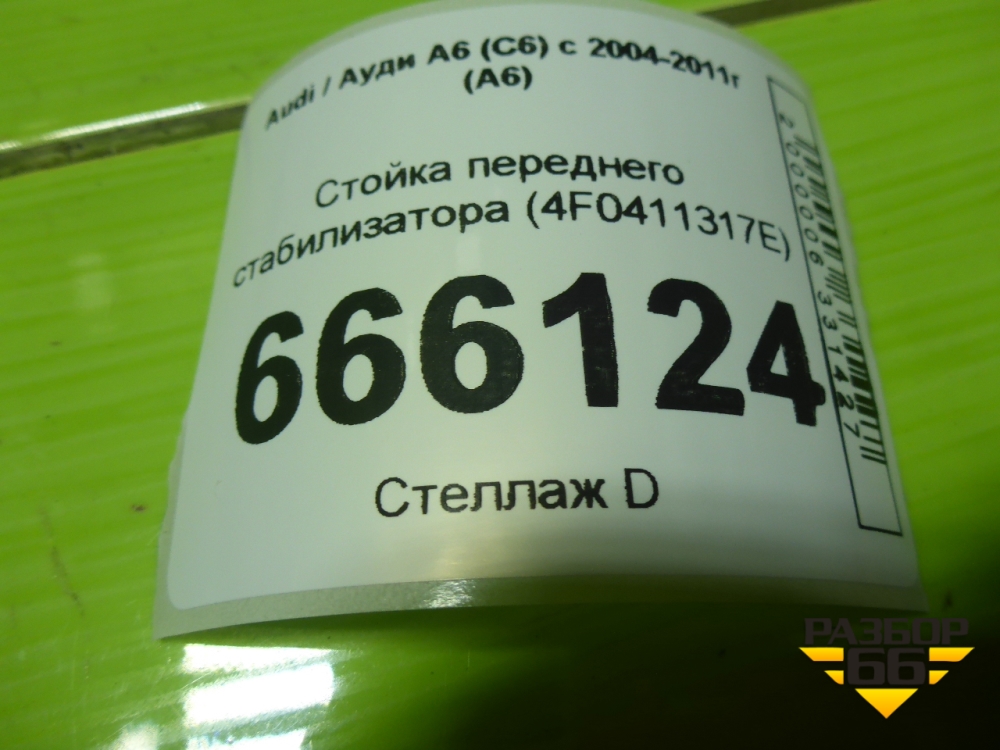 Audi / Ауди А6 (С6) с 2004-2011г
(А6)
Стойка переднего
стабилизатора (4F0411317E)
666124
Стеллаж D
2000006331427
РАЗБОР
66